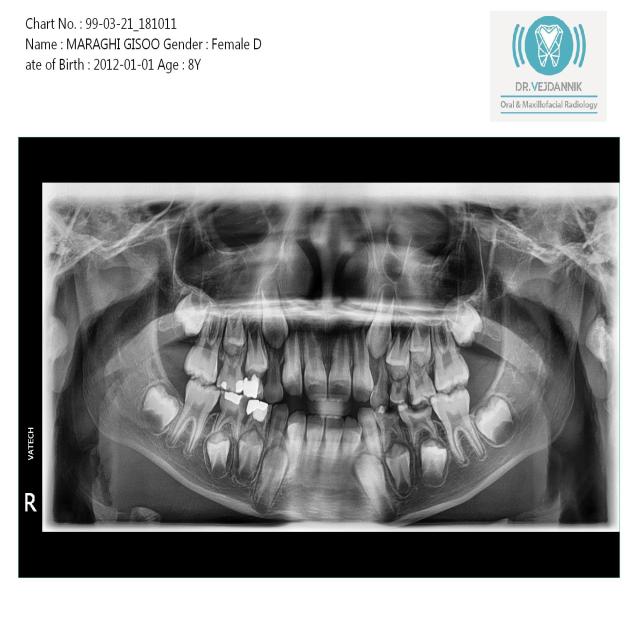 Chart No. : 99-03-21_181011
Name : MARAGHI GISOO Gender : Female D
ate of Birth : 2012-01-01 Age : 8Y
DR.VEJDANNIK
Oral & Maxillofacial Radiology
VATECH
R